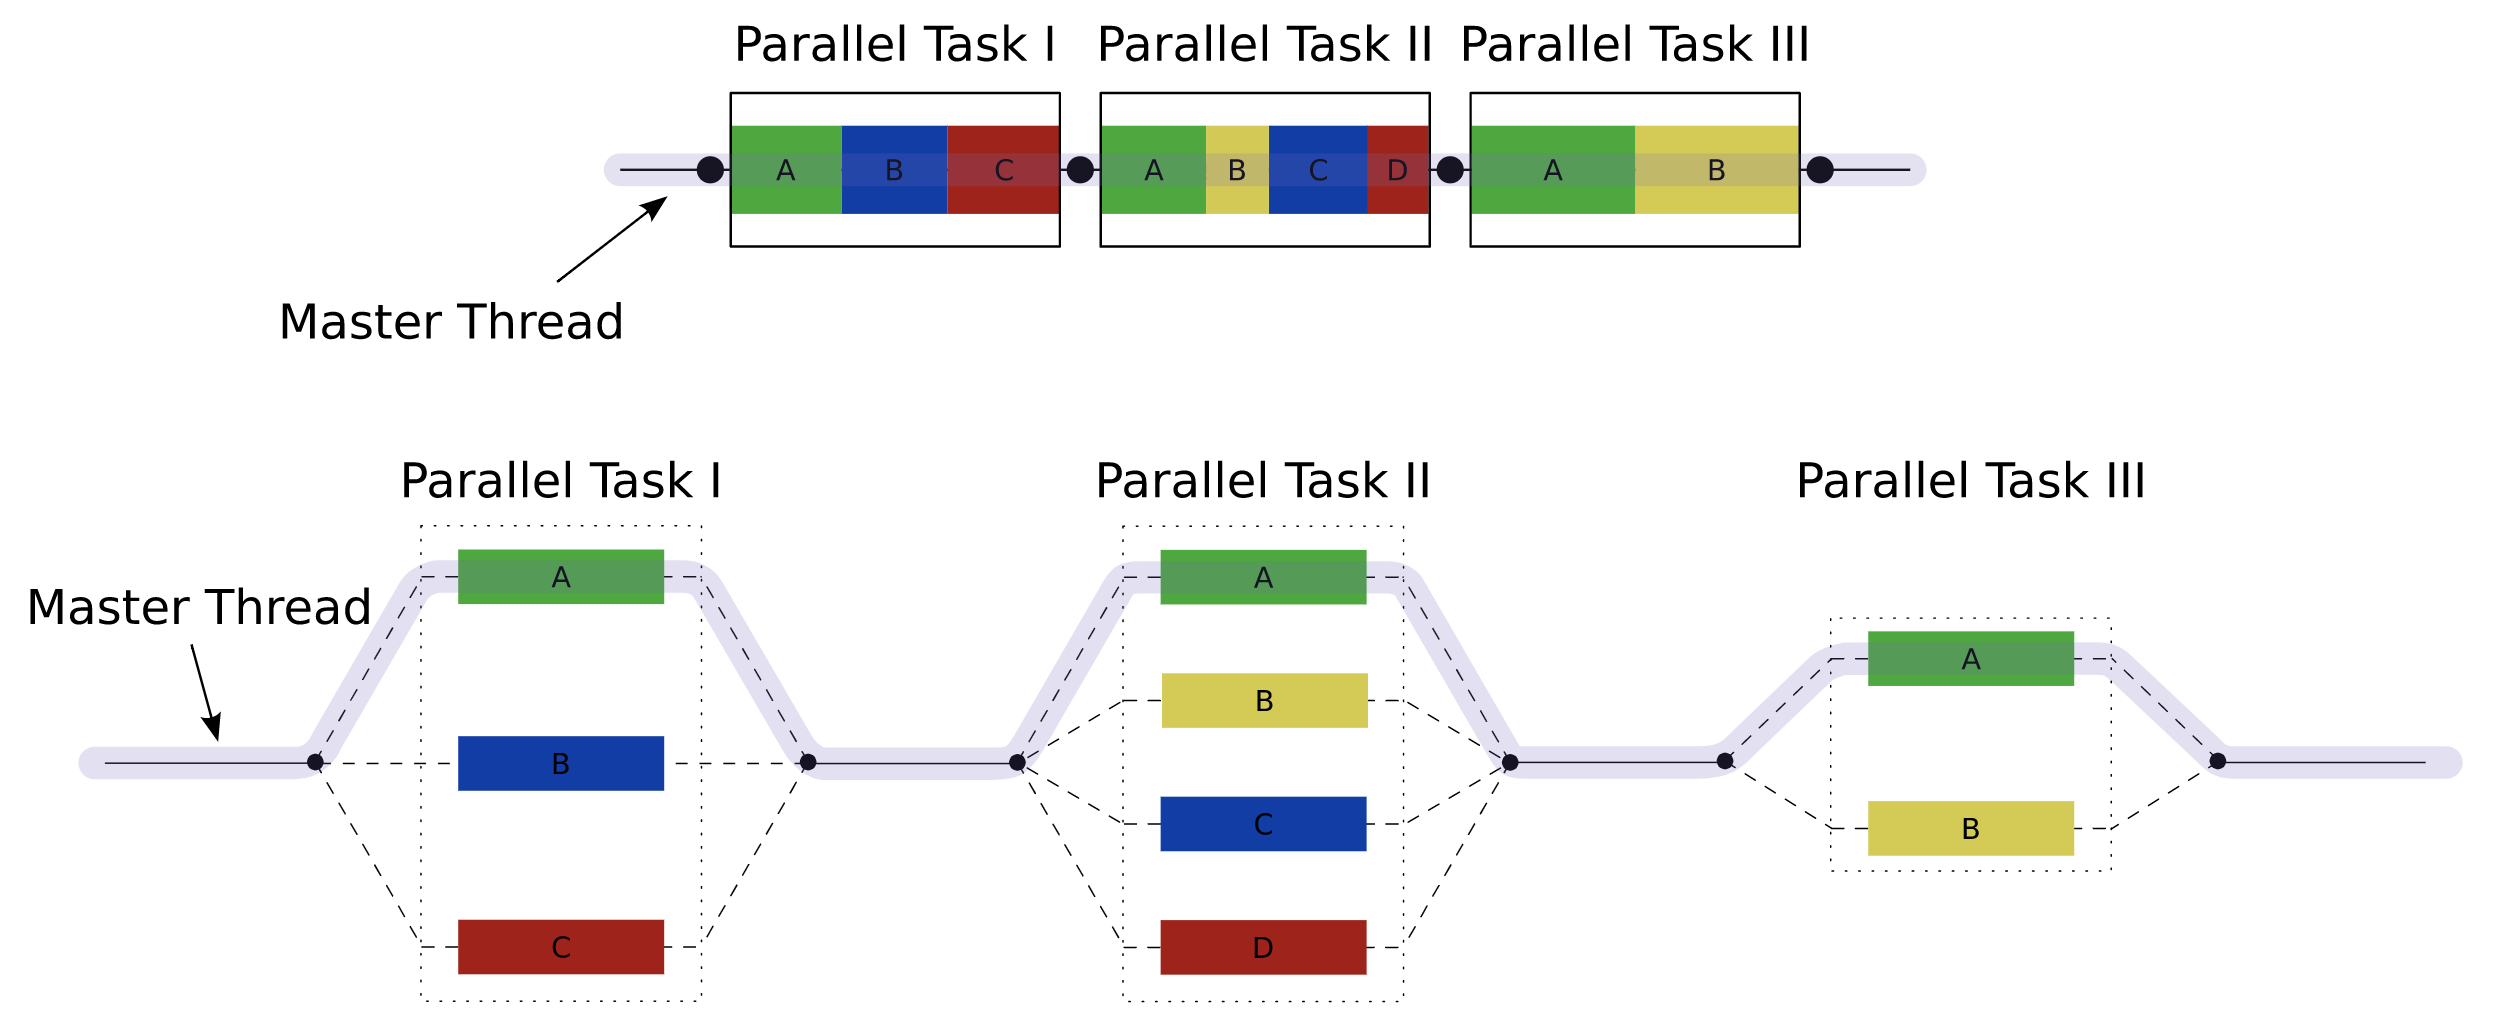 Parallel Task I
Parallel Task II
Parallel Task III
A B C
A B C D
A B
Master Thread
Parallel Task I
Parallel Task II
Parallel Task III
Master Thread
A
B
C
A
B
C
D
A
B